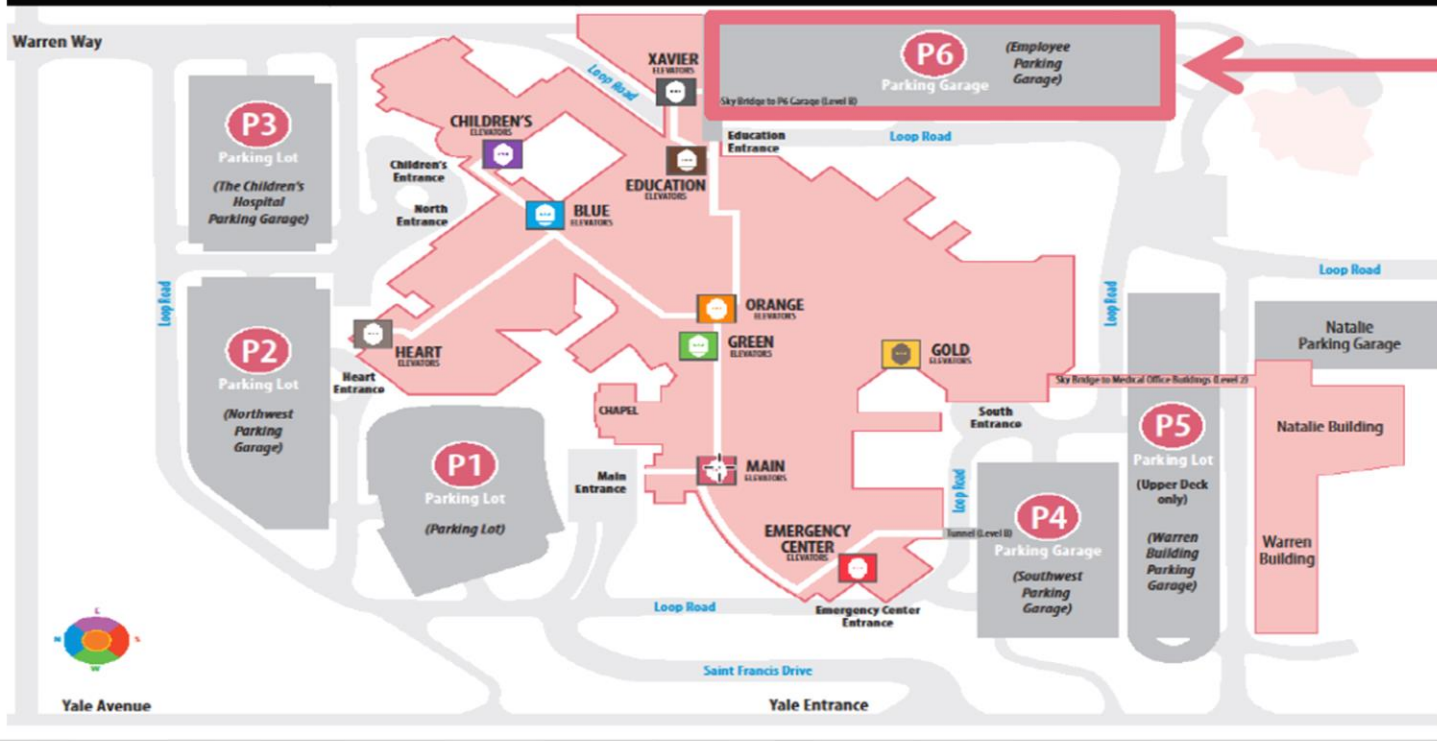 Warren Way
P3
Parking Lot
(The Children's
Hospital
Parking Garage)
Loop Road
XAVIER
ELEVATORS
P6
Parking Garage
(Employee
Parking
Garage)
Sky Bridge to P6 Garage (Level B)
Education
Entrance
Loop Road
CHILDREN'S
ELEVATORS
Children's
Entrance
North
Entrance
EDUCATION
ELEVATORS
BLUE
ELEVATORS
Loop Road
Loop Road
Loop Road
ORANGE
ELEVATORS
GREEN
ELEVATORS
GOLD
ELEVATORS
HEART
ELEVATORS
Heart
Entrance
P2
Parking Lot
(Northwest
Parking
Garage)
Natalie
Parking Garage
Sky Bridge to Medical Office Buildings (Level 2)
CHAPEL
South
Entrance
P5
Parking Lot
(Upper Deck
only)
(Warren
Building
Parking
Garage)
Natalie Building
P1
Parking Lot
(Parking Lot)
Main
Entrance
MAIN
ELEVATORS
Loop Road
EMERGENCY
CENTER
ELEVATORS
Tunnel (Level B)
P4
Parking Garage
(Southwest
Parking
Garage)
Warren
Building
Loop Road
Emergency Center
Entrance
E
N
S
W
Saint Francis Drive
Yale Avenue
Yale Entrance